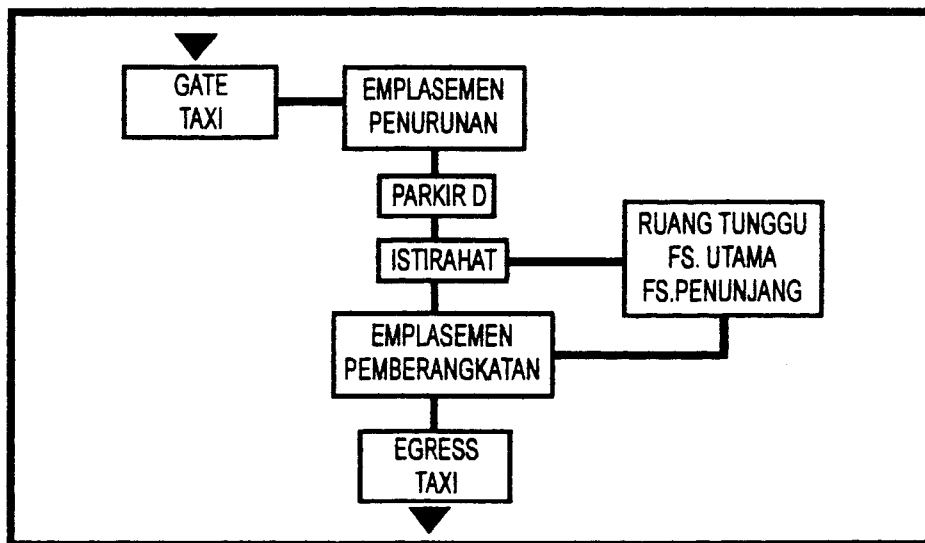 GATE
TAXI
EMPLASEMEN
PENURUNAN
PARKIR D
ISTIRAHAT
RUANG TUNGGU
FS. UTAMA
FS.PENUNJANG
EMPLASEMEN
PEMBERANGKATAN
EGRESS
TAXI